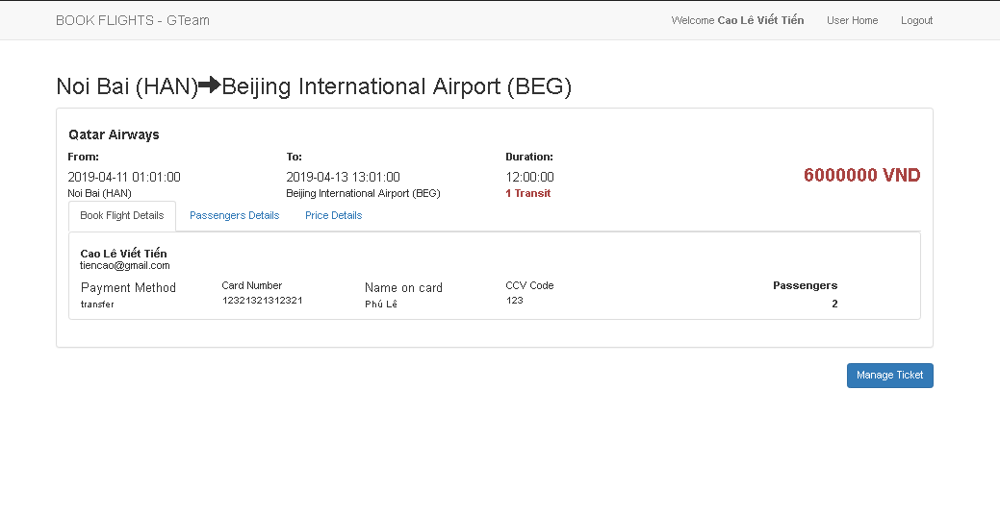 BOOK FLIGHTS - GTeam Welcome Cao Lê Viết Tiến User Home Logout
Noi Bai (HAN)➔Beijing International Airport (BEG)
Qatar Airways
From: To: Duration:
2019-04-11 01:01:00 2019-04-13 13:01:00 12:00:00 6000000 VND
Noi Bai (HAN) Beijing International Airport (BEG) 1 Transit
Book Flight Details Passengers Details Price Details
Cao Lê Viết Tiến
tiencao@gmail.com
Payment Method Card Number Name on card CCV Code Passengers
transfer 12321321312321 Phú Lê 123 2
Manage Ticket